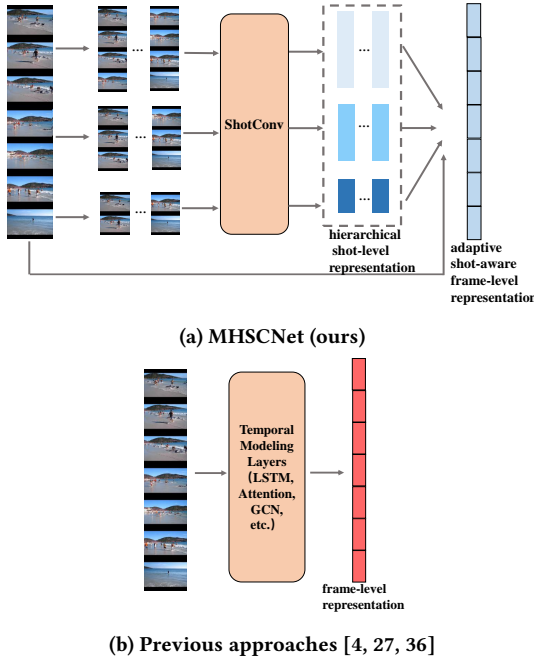 ...
...
...
ShotConv
...
...
...
hierarchical
shot-level
representation
adaptive
shot-aware
frame-level
representation
(a) MHSCNet (ours)
Temporal
Modeling
Layers
(LSTM,
Attention,
GCN,
etc.)
frame-level
representation
(b) Previous approaches [4, 27, 36]